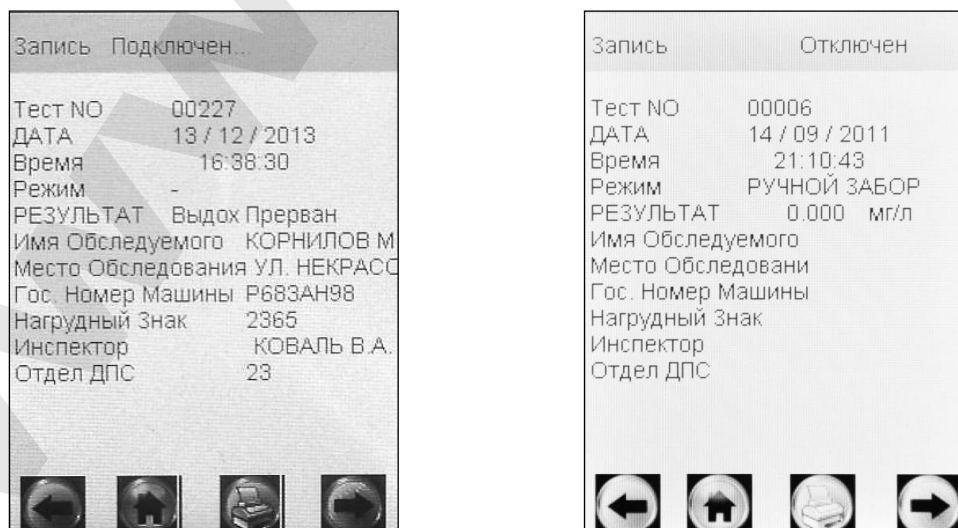 Запись Подключен...
Тест NO 00227
ДАТА 13 / 12 / 2013
Время 16:38:30
Режим -
РЕЗУЛЬТАТ Выдох Прерван
Имя Обследуемого КОРНИЛОВ М
Место Обследования УЛ. НЕКРАСС
Гос. Номер Машины Р683АН98
Нагрудный Знак 2365
Инспектор КОВАЛЬ В.А.
Отдел ДПС 23
Запись Отключен
Тест NO 00006
ДАТА 14 / 09 / 2011
Время 21:10:43
Режим РУЧНОЙ ЗАБОР
РЕЗУЛЬТАТ 0.000 мг/л
Имя Обследуемого
Место Обследовани
Гос. Номер Машины
Нагрудный Знак
Инспектор
Отдел ДПС